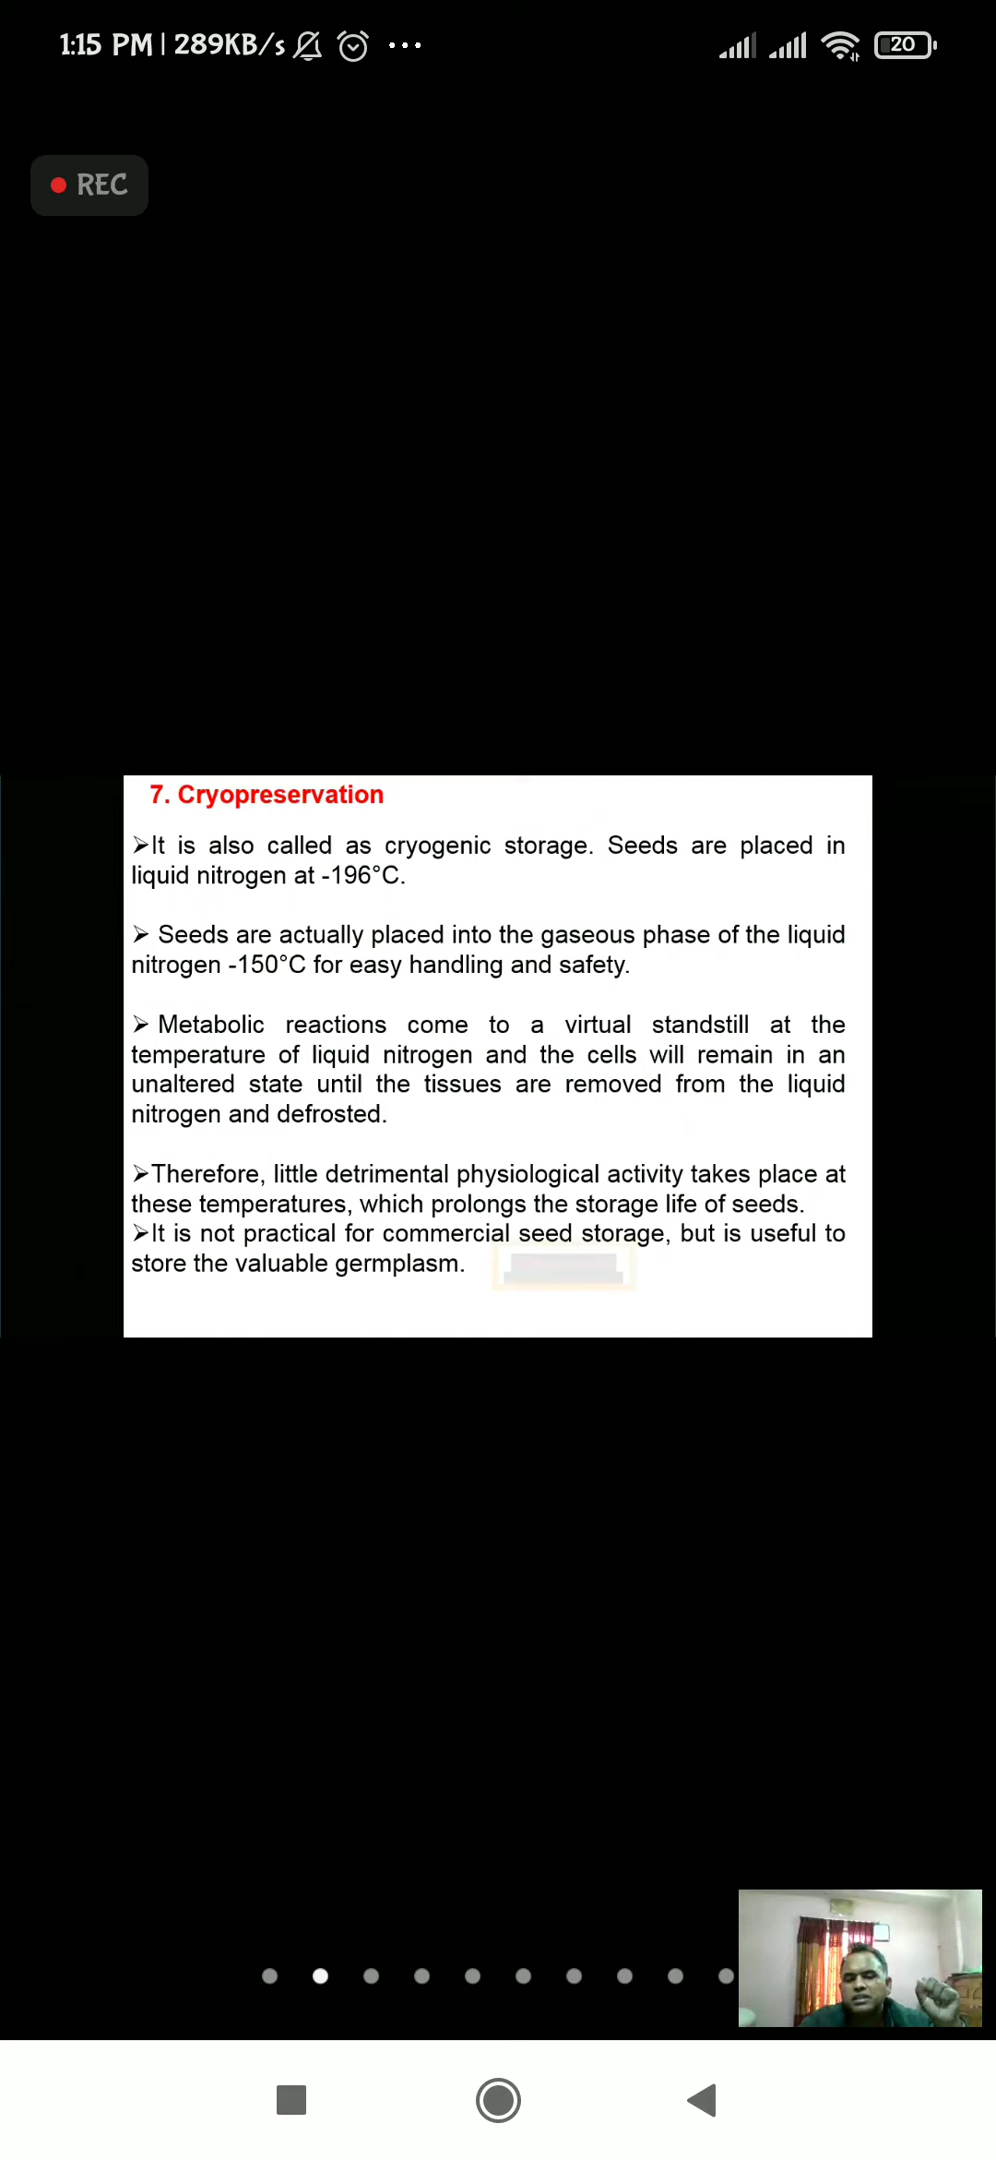 1:15 PM | 289KB/s
20
REC
7. Cryopreservation
➢It is also called as cryogenic storage. Seeds are placed in
liquid nitrogen at -196°C.
➢ Seeds are actually placed into the gaseous phase of the liquid
nitrogen -150°C for easy handling and safety.
➢ Metabolic reactions come to a virtual standstill at the
temperature of liquid nitrogen and the cells will remain in an
unaltered state until the tissues are removed from the liquid
nitrogen and defrosted.
➢Therefore, little detrimental physiological activity takes place at
these temperatures, which prolongs the storage life of seeds.
➢It is not practical for commercial seed storage, but is useful to
store the valuable germplasm.